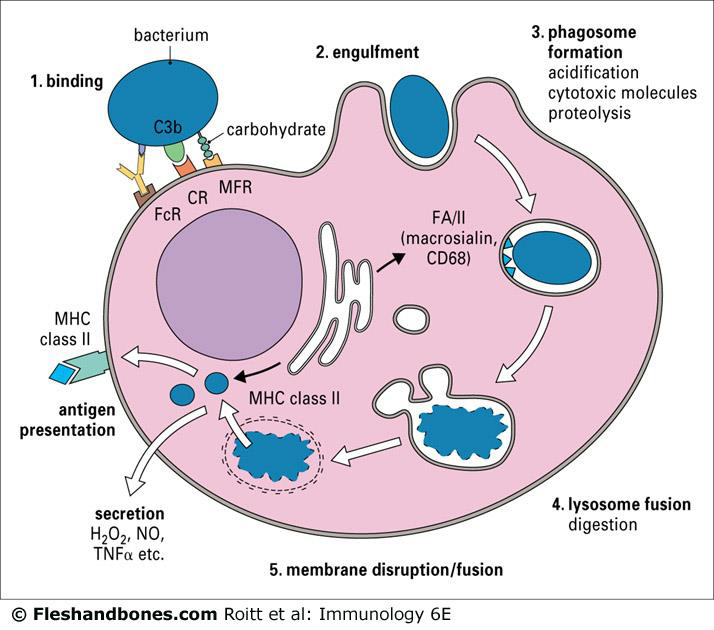 bacterium
1. binding
C3b
carbohydrate
FcR
CR
MFR
2. engulfment
3. phagosome
formation
acidification
cytotoxic molecules
proteolysis
FA/II
(macrosialin,
CD68)
MHC
class II
MHC class II
antigen
presentation
secretion
H₂O₂, NO,
TNFα etc.
4. lysosome fusion
digestion
5. membrane disruption/fusion
© Fleshandbones.com Roitt et al: Immunology 6E